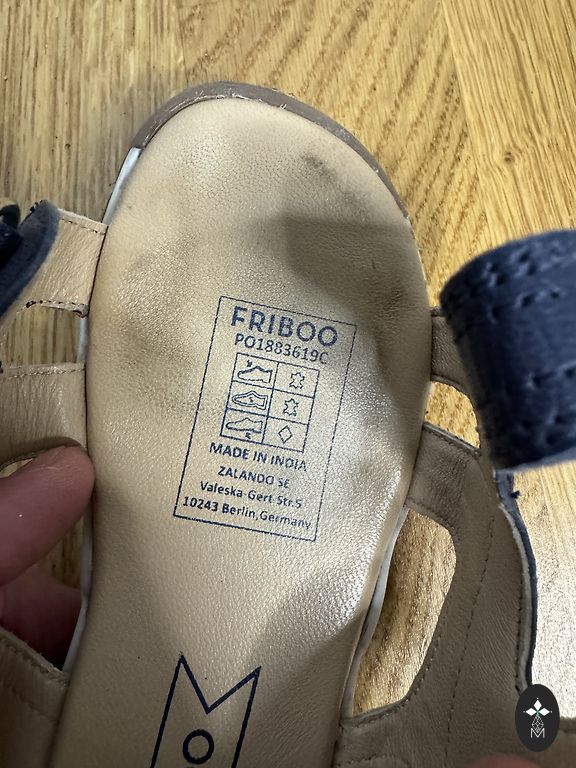 FRIBOO
PO1883619C
MADE IN INDIA
ZALANDO SE
Valeska-Gert-Str.5
10243 Berlin,Germany